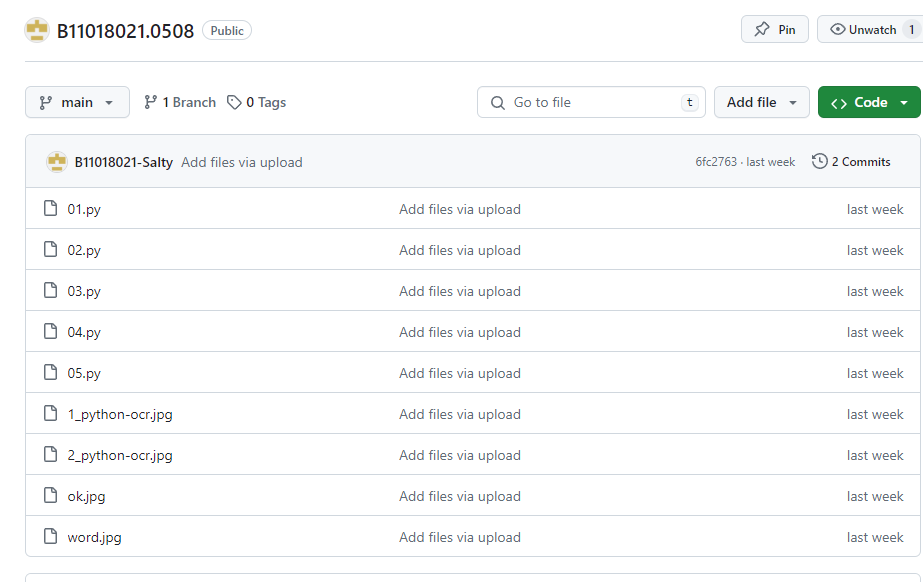 B11018021.0508 Public Pin Unwatch 1
main 1 Branch 0 Tags Go to file t Add file Code
B11018021-Salty Add files via upload 6fc2763 · last week 2 Commits
01.py Add files via upload last week
02.py Add files via upload last week
03.py Add files via upload last week
04.py Add files via upload last week
05.py Add files via upload last week
1_python-ocr.jpg Add files via upload last week
2_python-ocr.jpg Add files via upload last week
ok.jpg Add files via upload last week
word.jpg Add files via upload last week